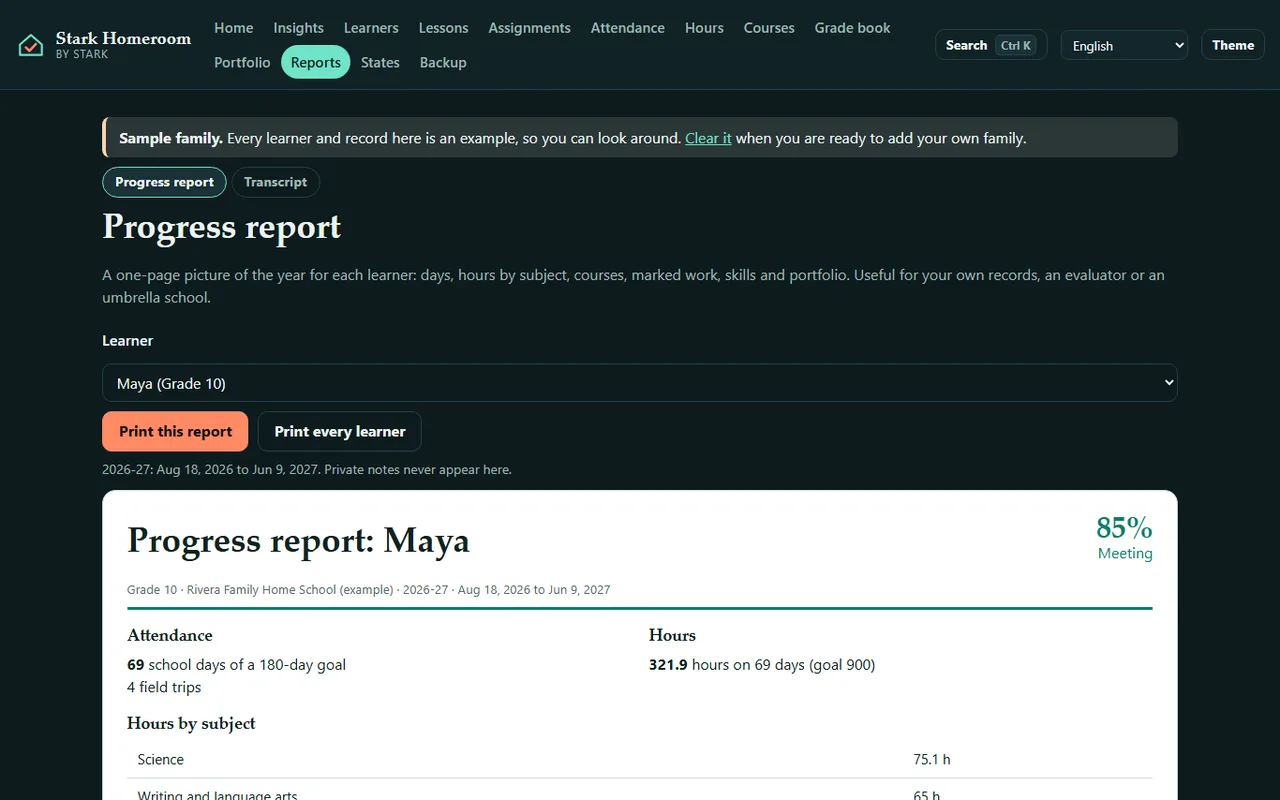 Stark Homeroom
BY STARK
Home Insights Learners Lessons Assignments Attendance Hours Courses Grade book
Portfolio Reports States Backup
Search Ctrl K
English
Theme
Sample family. Every learner and record here is an example, so you can look around. Clear it when you are ready to add your own family.
Progress report Transcript
Progress report
A one-page picture of the year for each learner: days, hours by subject, courses, marked work, skills and portfolio. Useful for your own records, an evaluator or an
umbrella school.
Learner
Maya (Grade 10)
Print this report Print every learner
2026-27: Aug 18, 2026 to Jun 9, 2027. Private notes never appear here.
Progress report: Maya
85%
Meeting
Grade 10 · Rivera Family Home School (example) · 2026-27 · Aug 18, 2026 to Jun 9, 2027
Attendance
69 school days of a 180-day goal
4 field trips
Hours
321.9 hours on 69 days (goal 900)
Hours by subject
Science 75.1 h
Writing and language arts 65 h